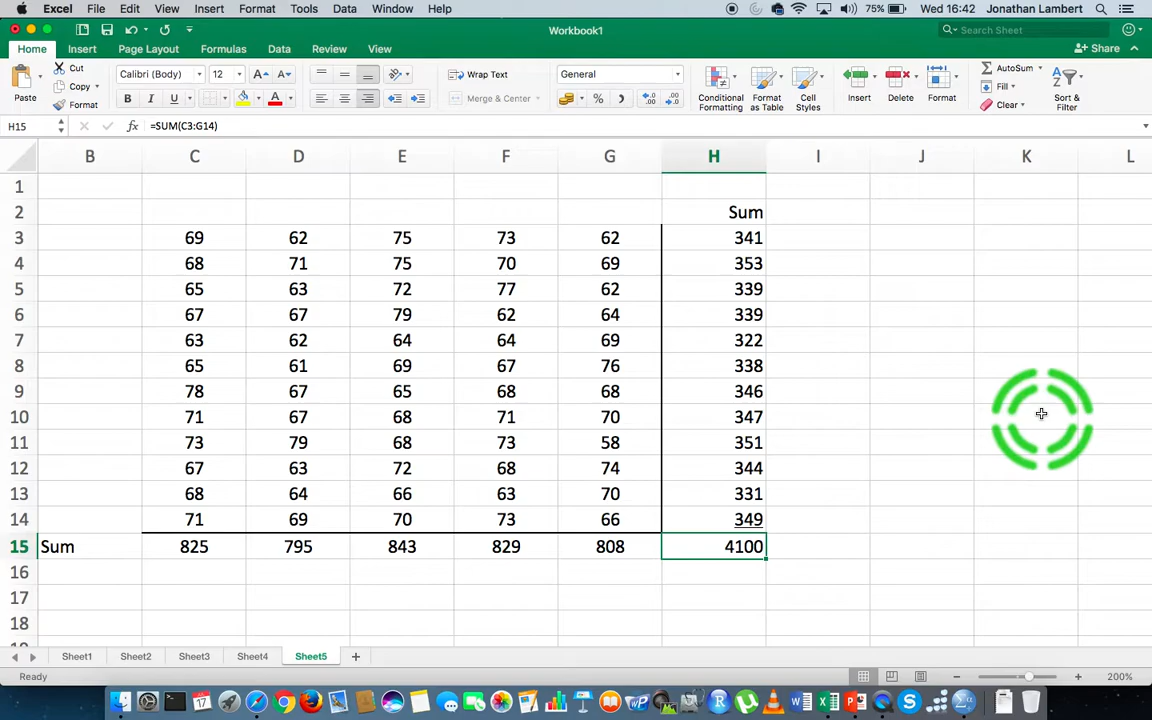 Excel File Edit View Insert Format Tools Data Window Help 75% Wed 16:42 Jonathan Lambert
Workbook1 Search Sheet
Home Insert Page Layout Formulas Data Review View Share
Paste Cut Copy Format Calibri (Body) 12 A A Wrap Text General Conditional Formatting Format as Table Cell Styles Insert Delete Format AutoSum Fill Clear Sort & Filter
B I U A Merge & Center %
H15 fx =SUM(C3:G14)
B C D E F G H I J K L
1
2 Sum
3 69 62 75 73 62 341
4 68 71 75 70 69 353
5 65 63 72 77 62 339
6 67 67 79 62 64 339
7 63 62 64 64 69 322
8 65 61 69 67 76 338
9 78 67 65 68 68 346
10 71 67 68 71 70 347
11 73 79 68 73 58 351
12 67 63 72 68 74 344
13 68 64 66 63 70 331
14 71 69 70 73 66 349
15 Sum 825 795 843 829 808 4100
16
17
18
Sheet1 Sheet2 Sheet3 Sheet4 Sheet5
Ready 200%